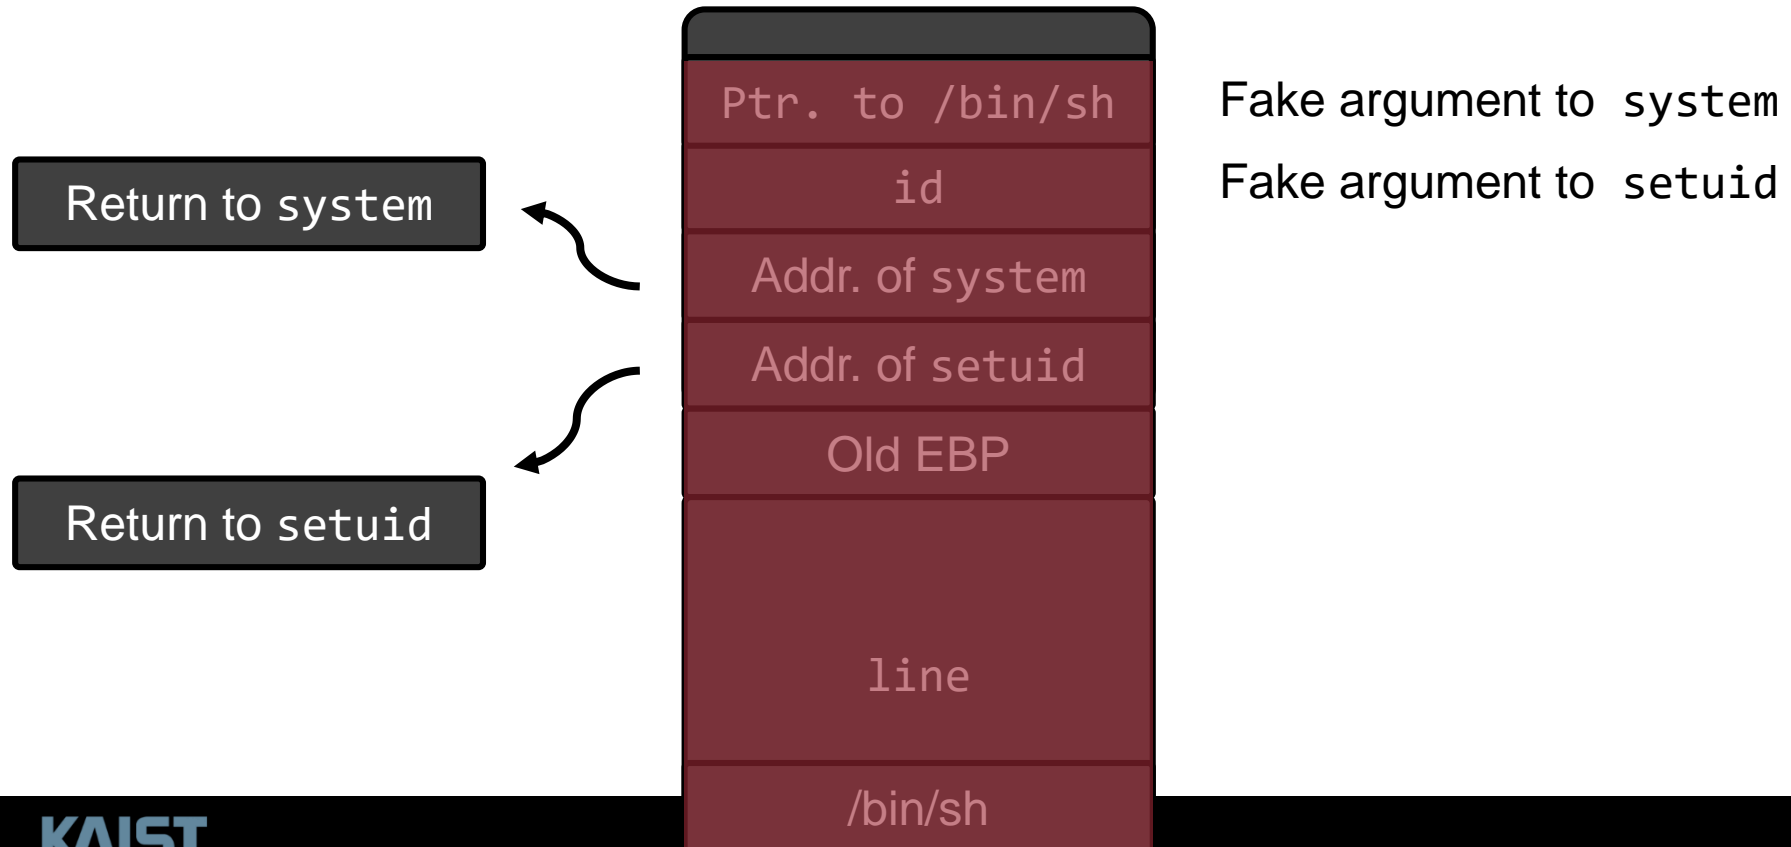 Ptr. to /bin/sh
Fake argument to system
Return to system
id
Fake argument to setuid
Addr. of system
Addr. of setuid
Old EBP
Return to setuid
line
/bin/sh
KAIST